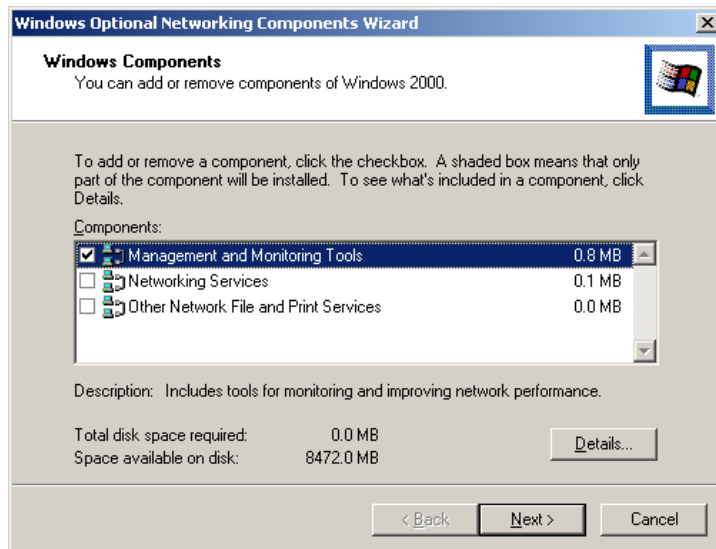 Windows Optional Networking Components Wizard
Windows Components
You can add or remove components of Windows 2000.
To add or remove a component, click the checkbox. A shaded box means that only
part of the component will be installed. To see what's included in a component, click
Details.
Components:
Management and Monitoring Tools 0.8 MB
Networking Services 0.1 MB
Other Network File and Print Services 0.0 MB
Description: Includes tools for monitoring and improving network performance.
Total disk space required: 0.0 MB
Space available on disk: 8472.0 MB
Details...
< Back Next > Cancel